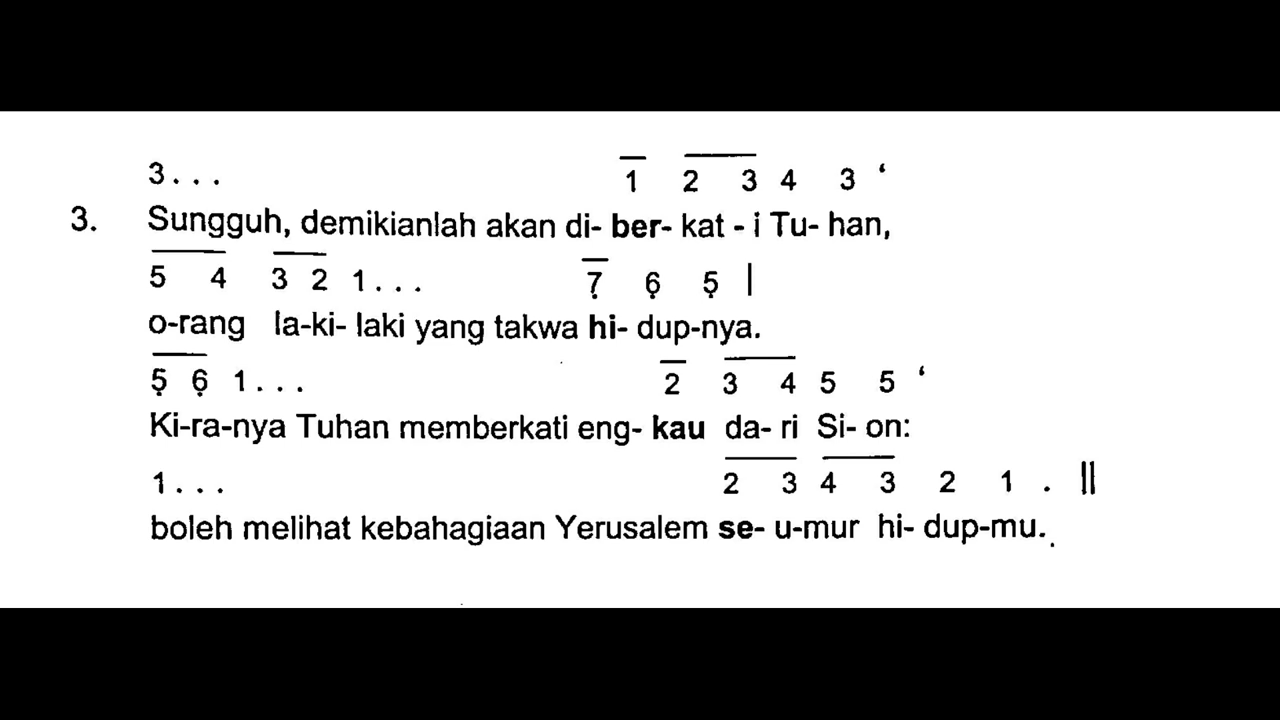 3 . . . 1 2 3 4 3 ‘
3. Sungguh, demikianlah akan di- ber- kat - i Tu- han,
5 4 3 2 1 . . . 7̣ 6̣ 5̣ |
o-rang la-ki- laki yang takwa hi- dup-nya.
5̣ 6̣ 1 . . . 2 3 4 5 5 ‘
Ki-ra-nya Tuhan memberkati eng- kau da- ri Si- on:
1 . . . 2 3 4 3 2 1 . ||
boleh melihat kebahagiaan Yerusalem se- u-mur hi- dup-mu.